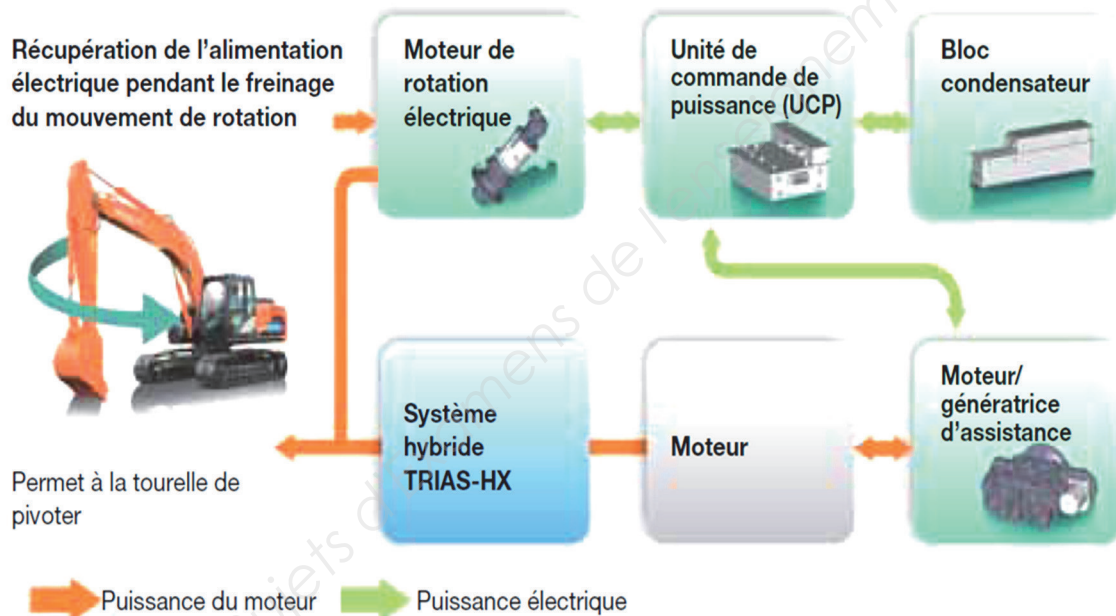 Récupération de l'alimentation
électrique pendant le freinage
du mouvement de rotation
Moteur de
rotation
électrique
Unité de
commande de
puissance (UCP)
Bloc
condensateur
Système
hybride
TRIAS-HX
Moteur
Moteur/
génératrice
d'assistance
Permet à la tourelle de
pivoter
Puissance du moteur
Puissance électrique